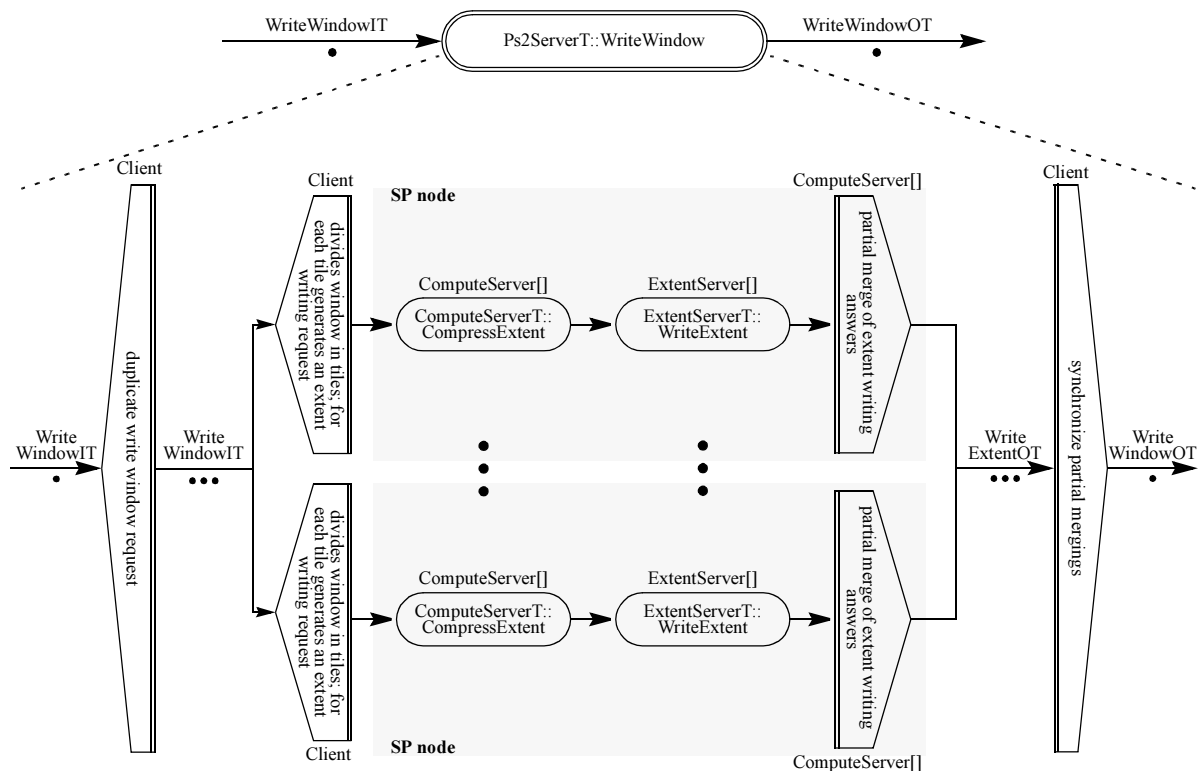 WriteWindowIT
Ps2ServerT::WriteWindow
WriteWindowOT
Client
duplicate write window request
Write
WindowIT
Write
WindowIT
Client
divides window in tiles; for
each tile generates an extent
writing request
SP node
ComputeServer[]
ComputeServerT::
CompressExtent
ExtentServer[]
ExtentServerT::
WriteExtent
ComputeServer[]
partial merge of extent writing
answers
divides window in tiles; for
each tile generates an extent
writing request
Client
ComputeServer[]
ComputeServerT::
CompressExtent
ExtentServer[]
ExtentServerT::
WriteExtent
partial merge of extent writing
answers
SP node
ComputeServer[]
Write
ExtentOT
Client
synchronize partial mergings
Write
WindowOT